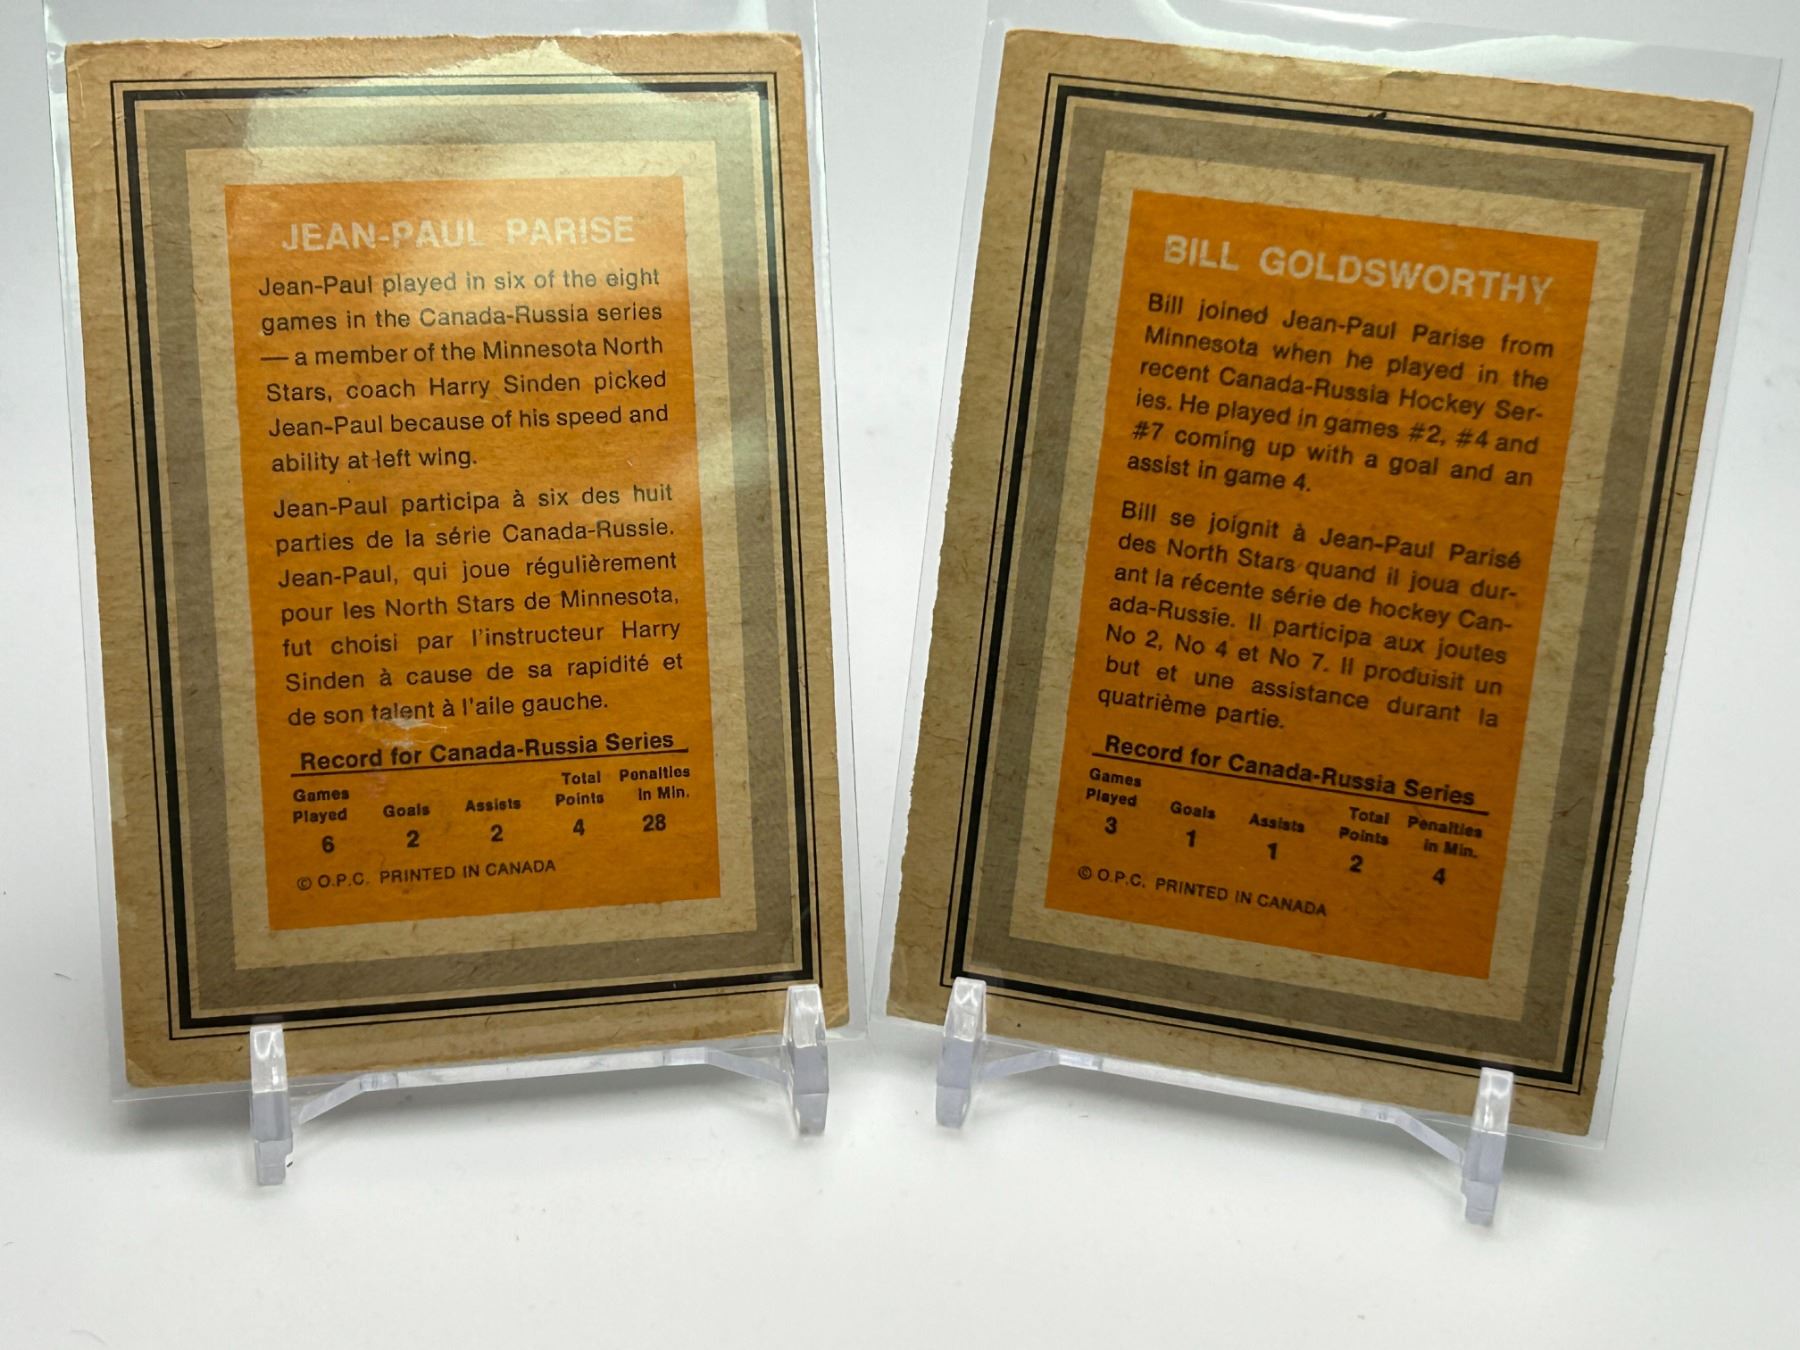 JEAN-PAUL PARISE
Jean-Paul played in six of the eight
games in the Canada-Russia series
— a member of the Minnesota North
Stars, coach Harry Sinden picked
Jean-Paul because of his speed and
ability at left wing.
Jean-Paul participa à six des huit
parties de la série Canada-Russie.
Jean-Paul, qui joue régulièrement
pour les North Stars de Minnesota,
fut choisi par l'instructeur Harry
Sinden à cause de sa rapidité et
de son talent à l'aile gauche.
Record for Canada-Russia Series
Games Played Goals Assists Total Points Penalties in Min.
6 2 2 4 28
© O.P.C. PRINTED IN CANADA
BILL GOLDSWORTHY
Bill joined Jean-Paul Parise from
Minnesota when he played in the
recent Canada-Russia Hockey Ser-
ies. He played in games #2, #4 and
#7 coming up with a goal and an
assist in game 4.
Bill se joignit à Jean-Paul Parisé
des North Stars quand il joua dur-
ant la récente série de hockey Can-
ada-Russie. Il participa aux joutes
No 2, No 4 et No 7. Il produisit un
but et une assistance durant la
quatrième partie.
Record for Canada-Russia Series
Games Played Goals Assists Total Points Penalties in Min.
3 1 1 2 4
© O.P.C. PRINTED IN CANADA